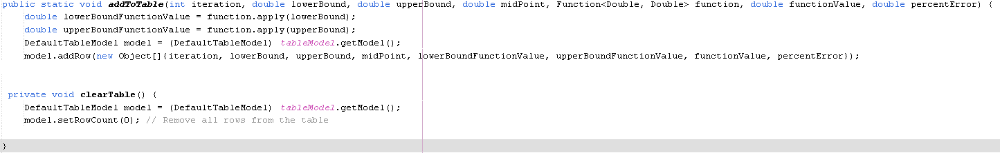 public static void addToTable(int iteration, double lowerBound, double upperBound, double midPoint, Function<Double, Double> function, double functionValue, double percentError) {
double lowerBoundFunctionValue = function.apply(lowerBound);
double upperBoundFunctionValue = function.apply(upperBound);
DefaultTableModel model = (DefaultTableModel) tableModel.getModel();
model.addRow(new Object[]{iteration, lowerBound, upperBound, midPoint, lowerBoundFunctionValue, upperBoundFunctionValue, functionValue, percentError});
private void clearTable() {
DefaultTableModel model = (DefaultTableModel) tableModel.getModel();
model.setRowCount(0); // Remove all rows from the table
}